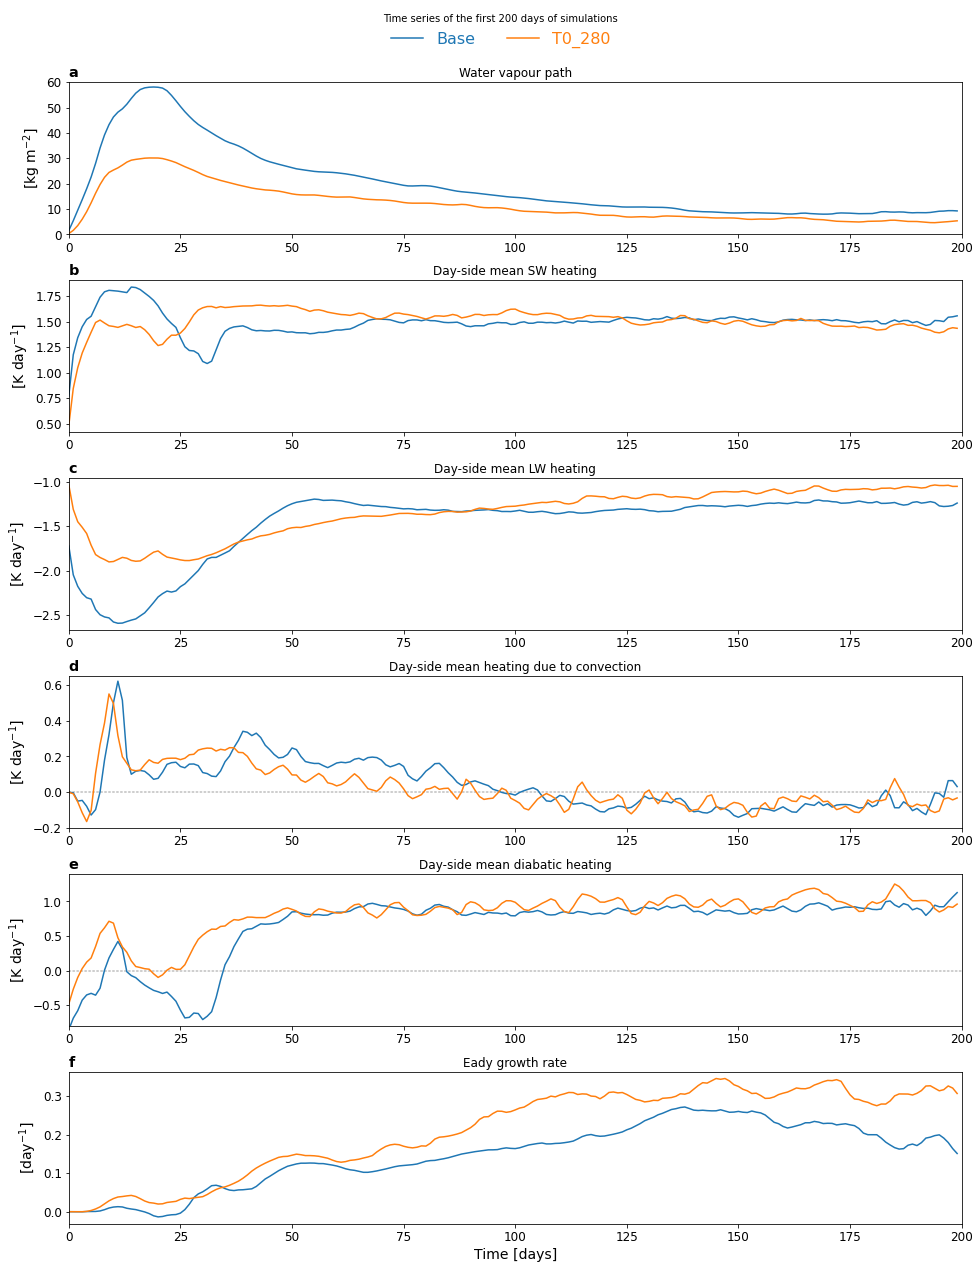 Time series of the first 200 days of simulations
Base T0_280
a Water vapour path
[kg m⁻²]
60
50
40
30
20
10
0
0 25 50 75 100 125 150 175 200
b Day-side mean SW heating
[K day⁻¹]
1.75
1.50
1.25
1.00
0.75
0.50
0 25 50 75 100 125 150 175 200
c Day-side mean LW heating
[K day⁻¹]
−1.0
−1.5
−2.0
−2.5
0 25 50 75 100 125 150 175 200
d Day-side mean heating due to convection
[K day⁻¹]
0.6
0.4
0.2
0.0
−0.2
0 25 50 75 100 125 150 175 200
e Day-side mean diabatic heating
[K day⁻¹]
1.0
0.5
0.0
−0.5
0 25 50 75 100 125 150 175 200
f Eady growth rate
[day⁻¹]
0.3
0.2
0.1
0.0
0 25 50 75 100 125 150 175 200
Time [days]